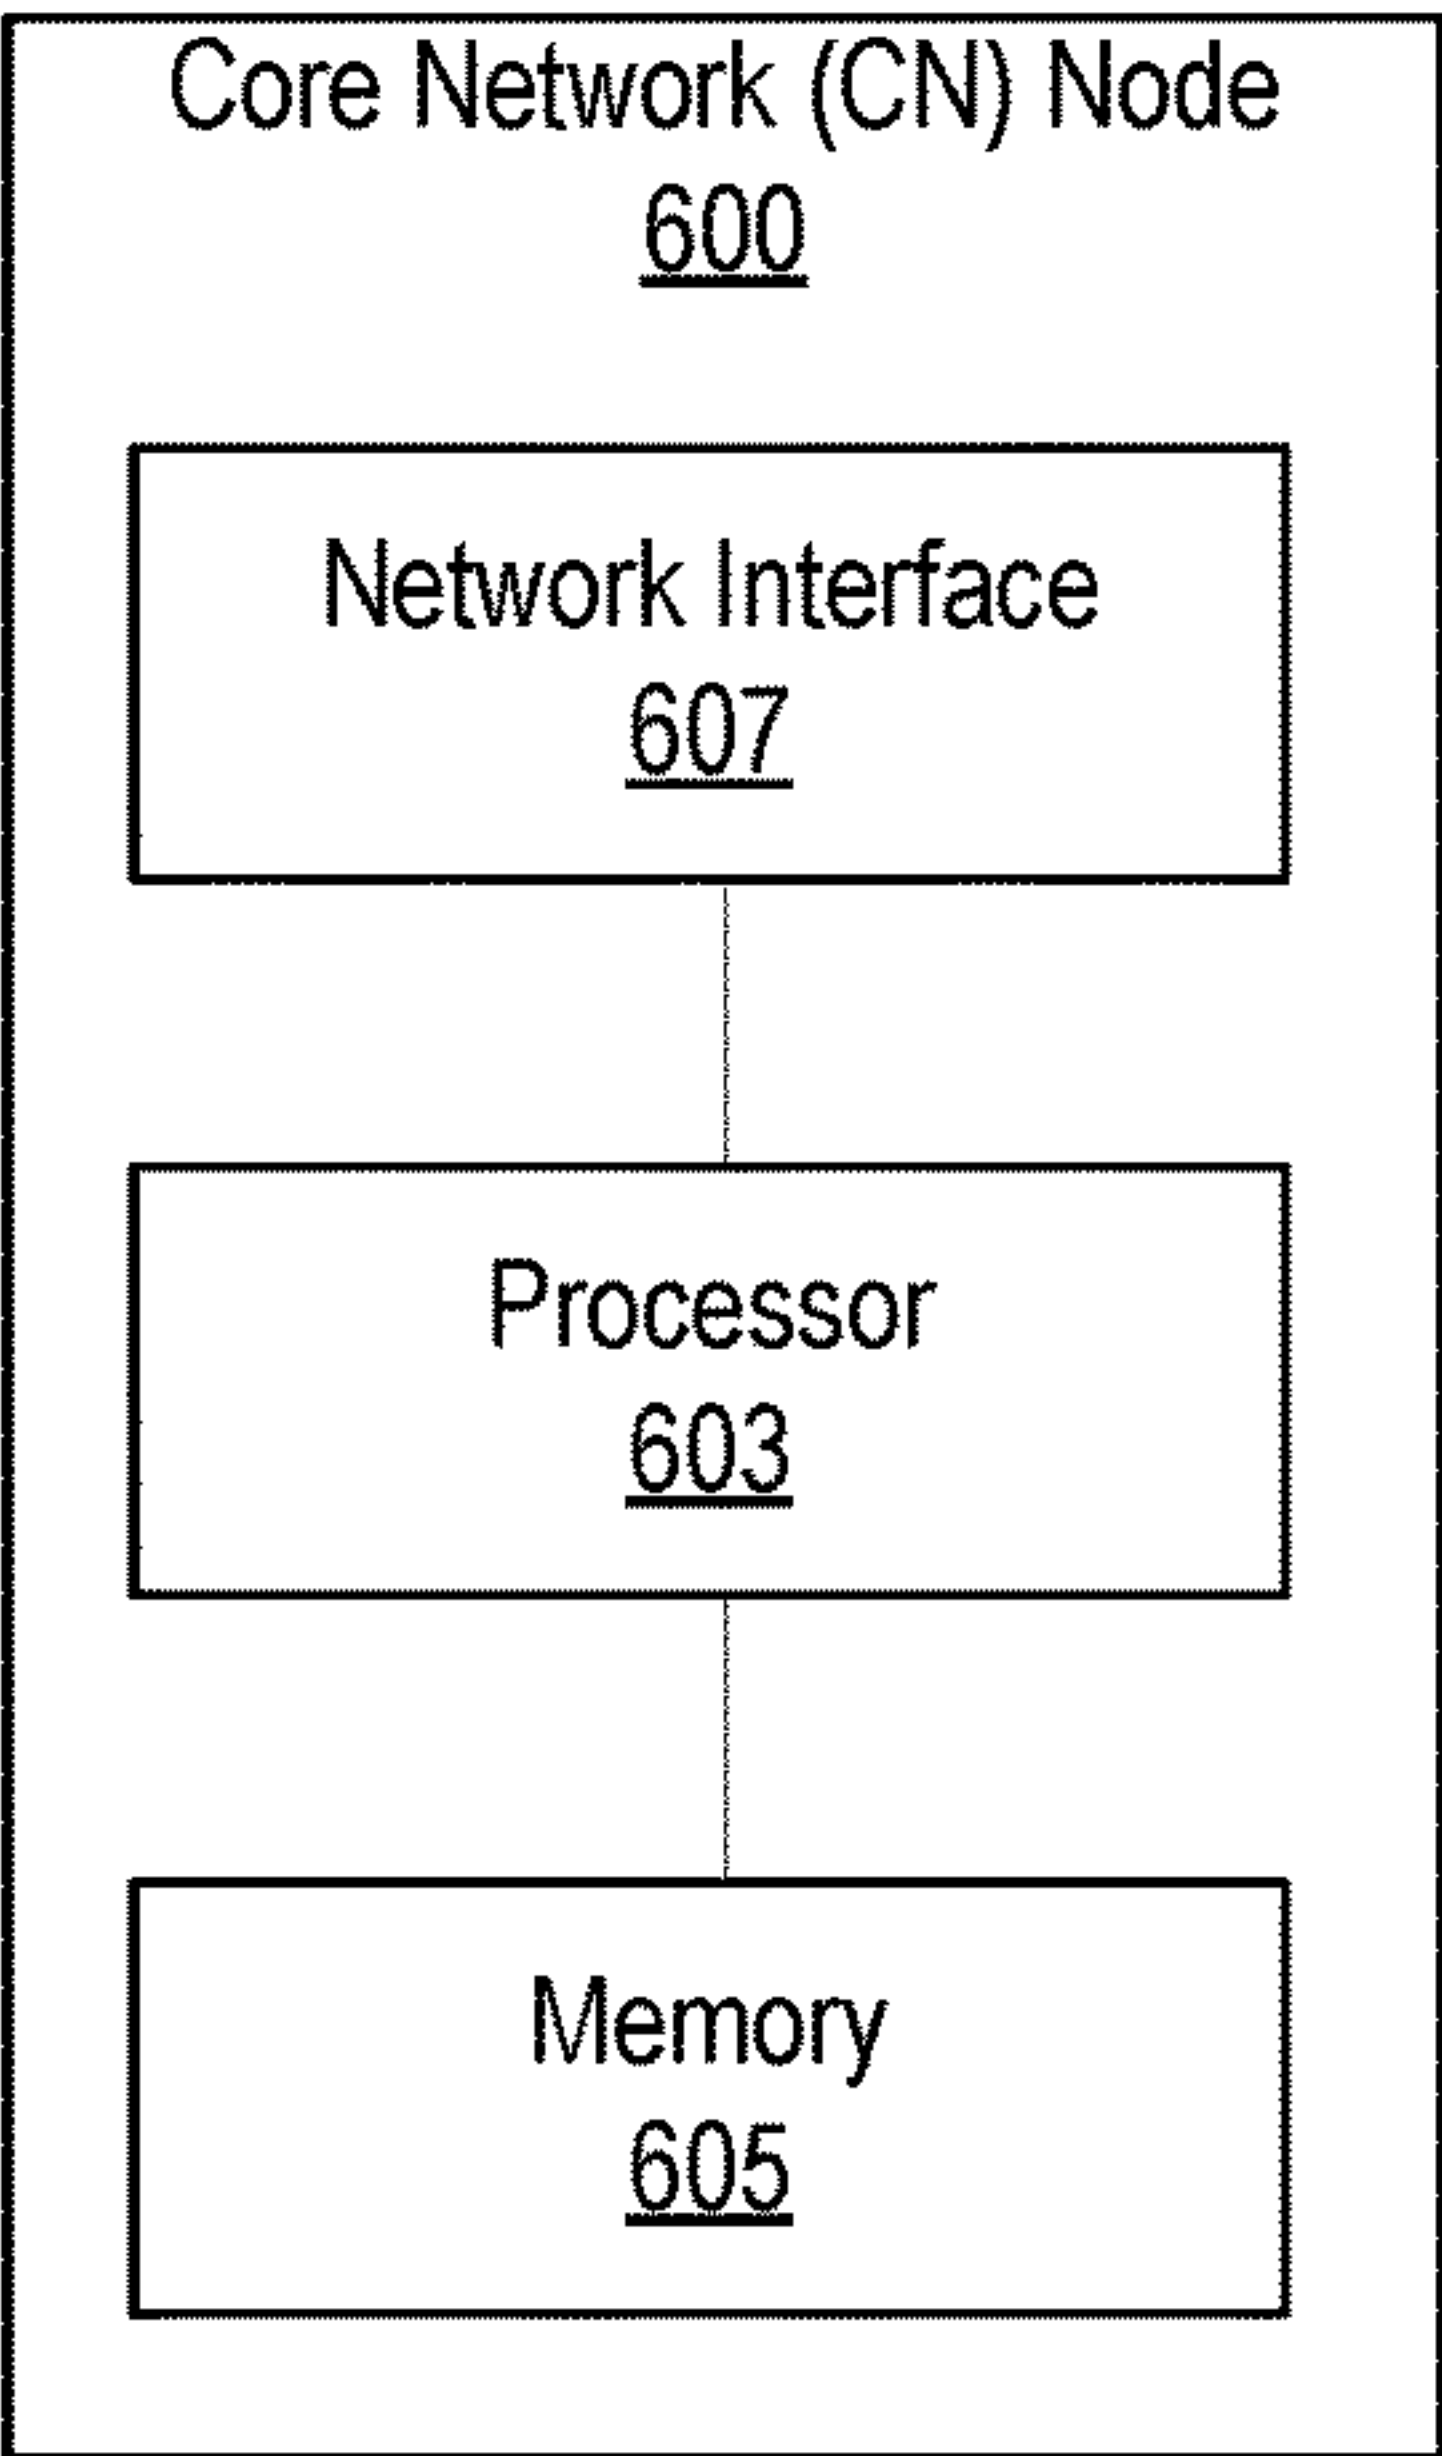 Core Network (CN) Node
600
Network Interface
607
Processor
603
Memory
605